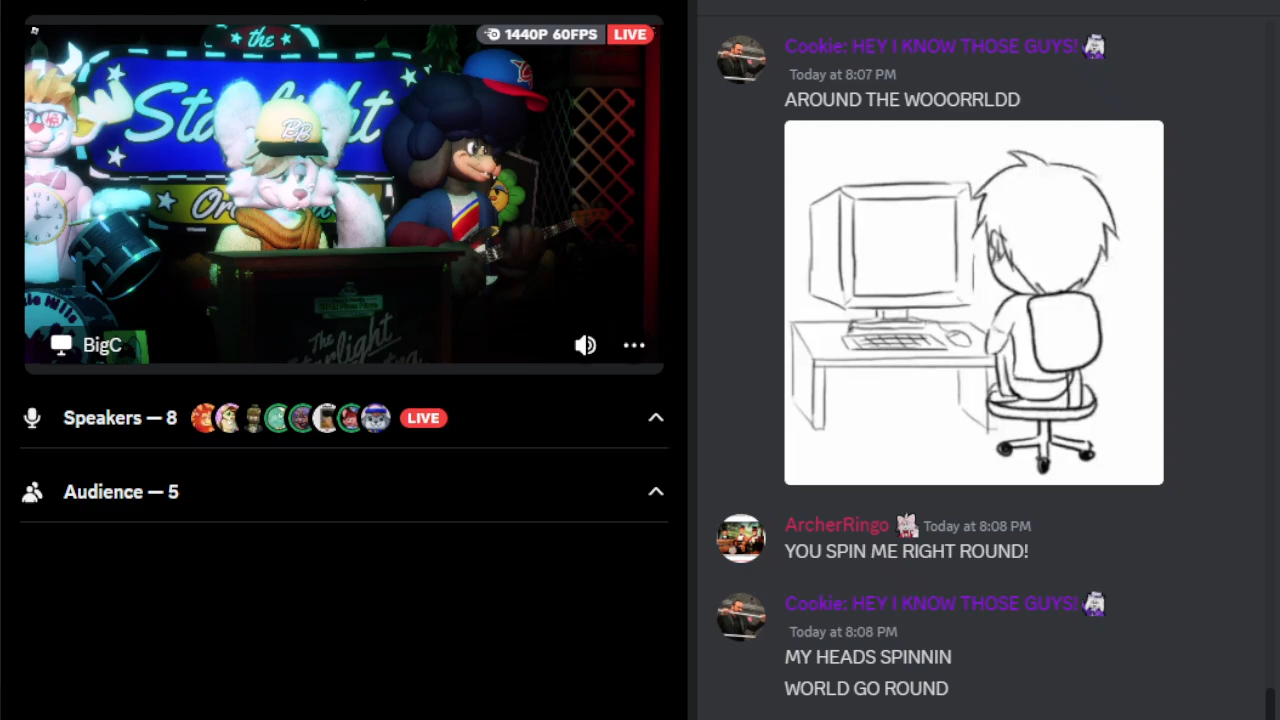 1440P 60FPS LIVE
the
Starlight
BB
BigC
The
Speakers — 8 LIVE
Audience — 5
Cookie: HEY I KNOW THOSE GUYS!
Today at 8:07 PM
AROUND THE WOOORRLDD
ArcherRingo Today at 8:08 PM
YOU SPIN ME RIGHT ROUND!
Cookie: HEY I KNOW THOSE GUYS!
Today at 8:08 PM
MY HEADS SPINNIN
WORLD GO ROUND